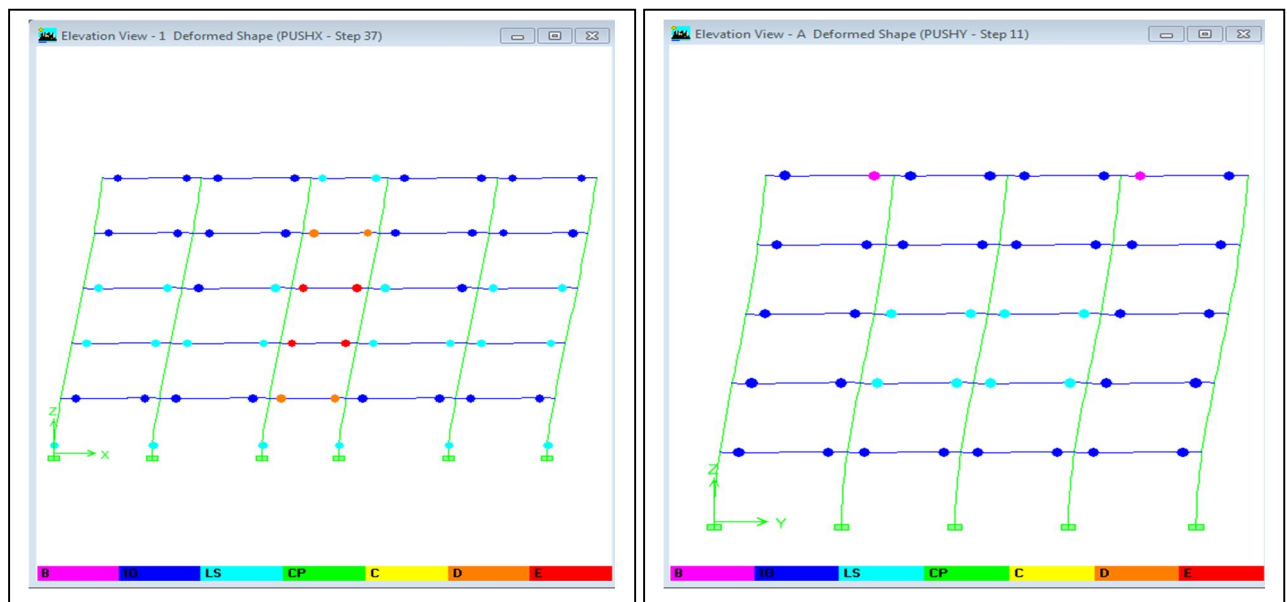 Elevation View - 1 Deformed Shape (PUSHX - Step 37)
Z
X
B IO LS CP C D E
Elevation View - A Deformed Shape (PUSHY - Step 11)
Z
Y
B IO LS CP C D E